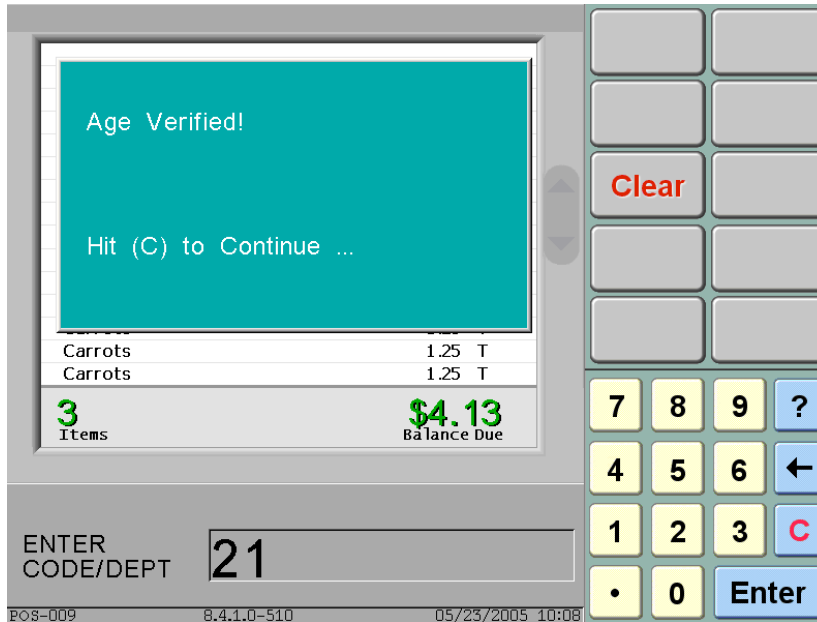 Age Verified!
Hit (C) to Continue ...
Carrots 1.25 T
Carrots 1.25 T
3 $4.13
Items Balance Due
ENTER
CODE/DEPT
21
POS-009 8.4.1.0-510 05/23/2005 10:08
Clear
7 8 9 ?
4 5 6 ←
1 2 3 C
• 0 Enter